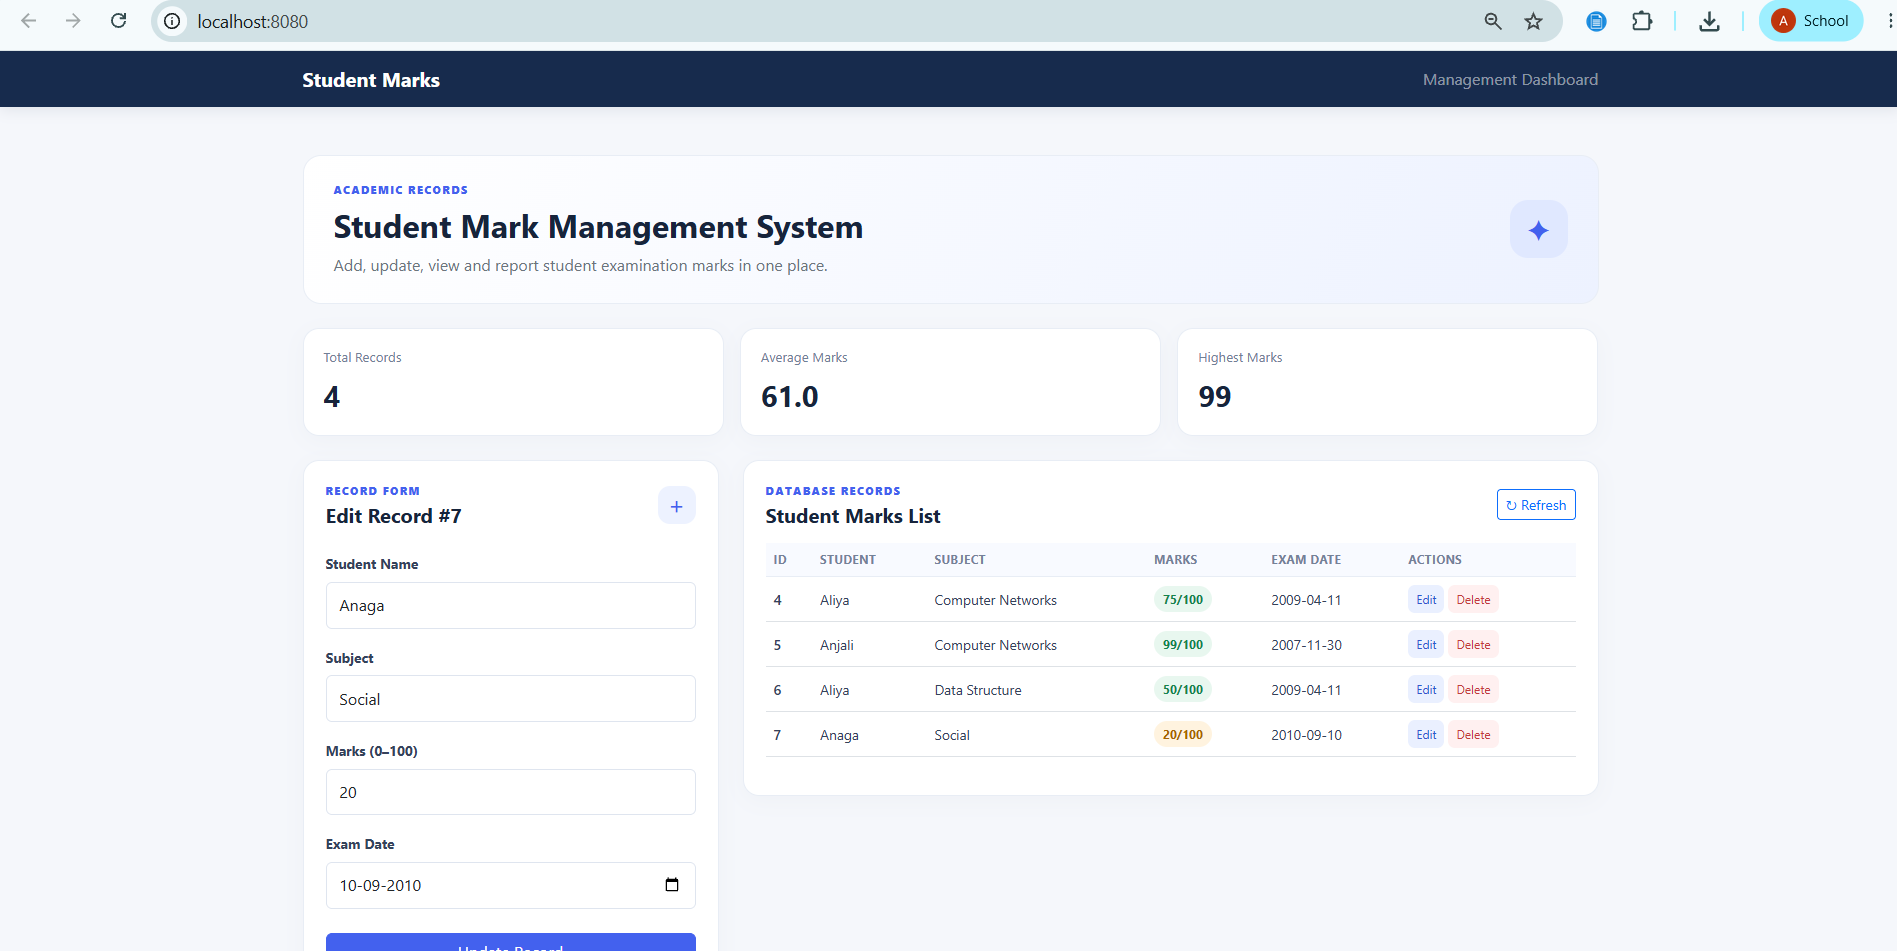 localhost:8080
A School
Student Marks
Management Dashboard
ACADEMIC RECORDS
Student Mark Management System
Add, update, view and report student examination marks in one place.
Total Records
4
Average Marks
61.0
Highest Marks
99
RECORD FORM
Edit Record #7
+
Student Name
Anaga
Subject
Social
Marks (0–100)
20
Exam Date
10-09-2010
Update Record
DATABASE RECORDS
Student Marks List
↻ Refresh
ID STUDENT SUBJECT MARKS EXAM DATE ACTIONS
4 Aliya Computer Networks 75/100 2009-04-11 Edit Delete
5 Anjali Computer Networks 99/100 2007-11-30 Edit Delete
6 Aliya Data Structure 50/100 2009-04-11 Edit Delete
7 Anaga Social 20/100 2010-09-10 Edit Delete